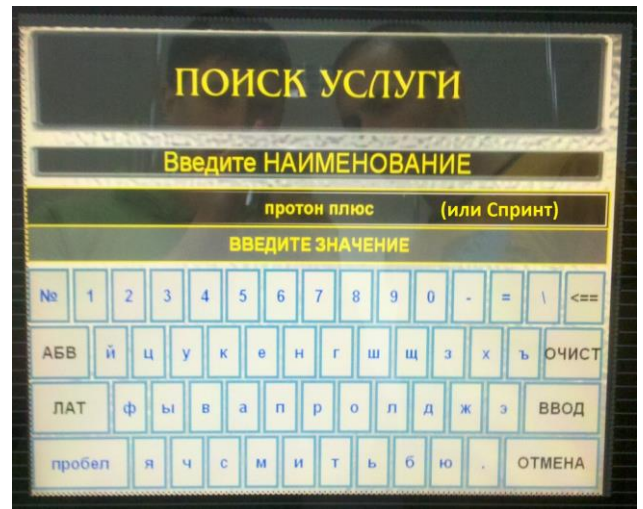 ПОИСК УСЛУГИ
Введите НАИМЕНОВАНИЕ
протон плюс (или Спринт)
ВВЕДИТЕ ЗНАЧЕНИЕ
№ 1 2 3 4 5 6 7 8 9 0 - = \ <==
АБВ й ц у к е н г ш щ з х ъ ОЧИСТ
ЛАТ ф ы в а п р о л д ж э ВВОД
пробел я ч с м и т ь б ю . ОТМЕНА